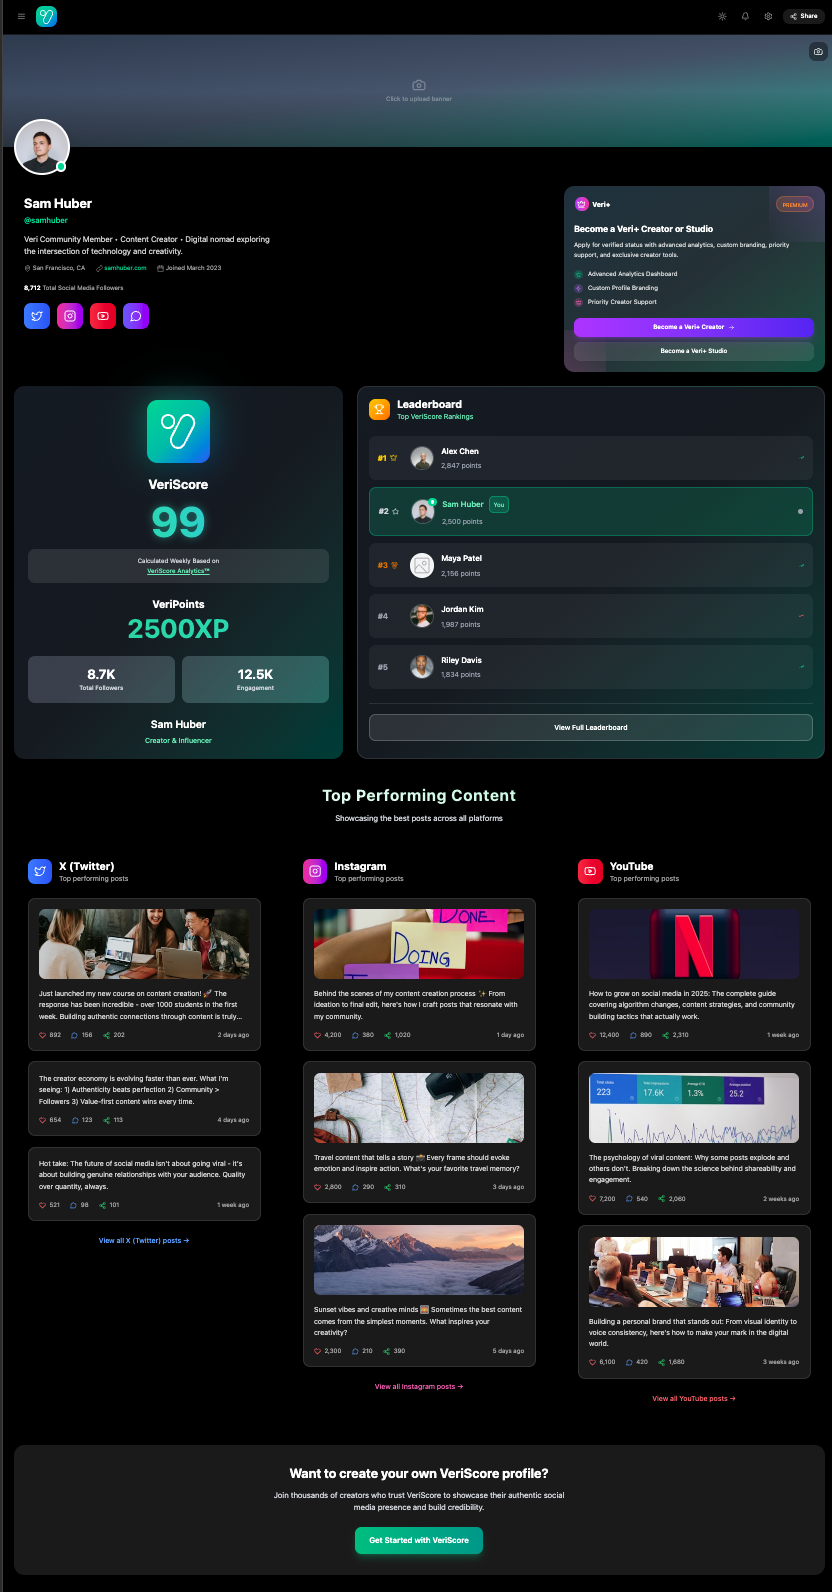 Share
Click to upload banner
Sam Huber
@samhuber
Veri Community Member • Content Creator • Digital nomad exploring
the intersection of technology and creativity.
San Francisco, CA
samhuber.com
Joined March 2023
8,712 Total Social Media Followers
Veri+
PREMIUM
Become a Veri+ Creator or Studio
Apply for verified status with advanced analytics, custom branding, priority
support, and exclusive creator tools.
Advanced Analytics Dashboard
Custom Profile Branding
Priority Creator Support
Become a Veri+ Creator →
Become a Veri+ Studio
VeriScore
99
Calculated Weekly Based on
VeriScore Analytics™
VeriPoints
2500XP
8.7K
Total Followers
12.5K
Engagement
Sam Huber
Creator & Influencer
Leaderboard
Top VeriScore Rankings
#1
Alex Chen
2,847 points
#2
Sam Huber You
2,500 points
#3
Maya Patel
2,156 points
#4
Jordan Kim
1,987 points
#5
Riley Davis
1,834 points
View Full Leaderboard
Top Performing Content
Showcasing the best posts across all platforms
X (Twitter)
Top performing posts
Just launched my new course on content creation! 🚀 The
response has been incredible - over 1000 students in the first
week. Building authentic connections through content is truly...
892 156 202 2 days ago
The creator economy is evolving faster than ever. What I'm
seeing: 1) Authenticity beats perfection 2) Community >
Followers 3) Value-first content wins every time.
654 123 113 4 days ago
Hot take: The future of social media isn't about going viral - it's
about building genuine relationships with your audience. Quality
over quantity, always.
521 98 101 1 week ago
View all X (Twitter) posts →
Instagram
Top performing posts
DONE
DOING
Behind the scenes of my content creation process ✨ From
ideation to final edit, here's how I craft posts that resonate with
my community.
4,200 380 1,020 1 day ago
Travel content that tells a story 📸 Every frame should evoke
emotion and inspire action. What's your favorite travel memory?
2,800 290 310 3 days ago
Sunset vibes and creative minds 🌅 Sometimes the best content
comes from the simplest moments. What inspires your
creativity?
2,300 210 390 5 days ago
View all Instagram posts →
YouTube
Top performing posts
N
How to grow on social media in 2025: The complete guide
covering algorithm changes, content strategies, and community
building tactics that actually work.
12,400 890 2,310 1 week ago
223 17.6K 1.3% 25.2
The psychology of viral content: Why some posts explode and
others don't. Breaking down the science behind shareability and
engagement.
7,200 540 2,060 2 weeks ago
Building a personal brand that stands out: From visual identity to
voice consistency, here's how to make your mark in the digital
world.
6,100 420 1,680 3 weeks ago
View all YouTube posts →
Want to create your own VeriScore profile?
Join thousands of creators who trust VeriScore to showcase their authentic social
media presence and build credibility.
Get Started with VeriScore